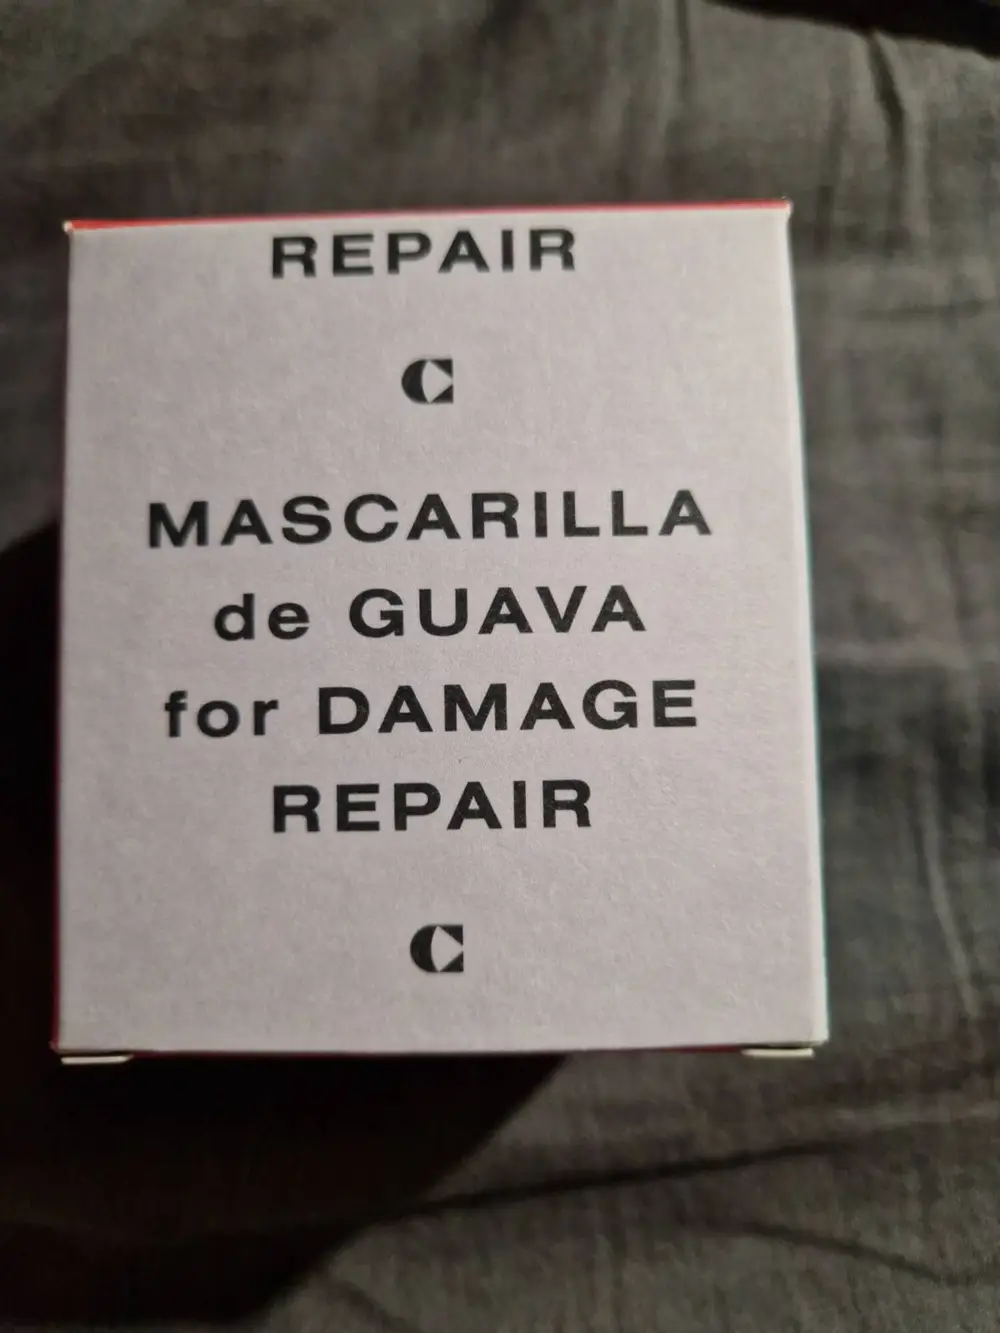 REPAIR
C
MASCARILLA
de GUAVA
for DAMAGE
REPAIR
C